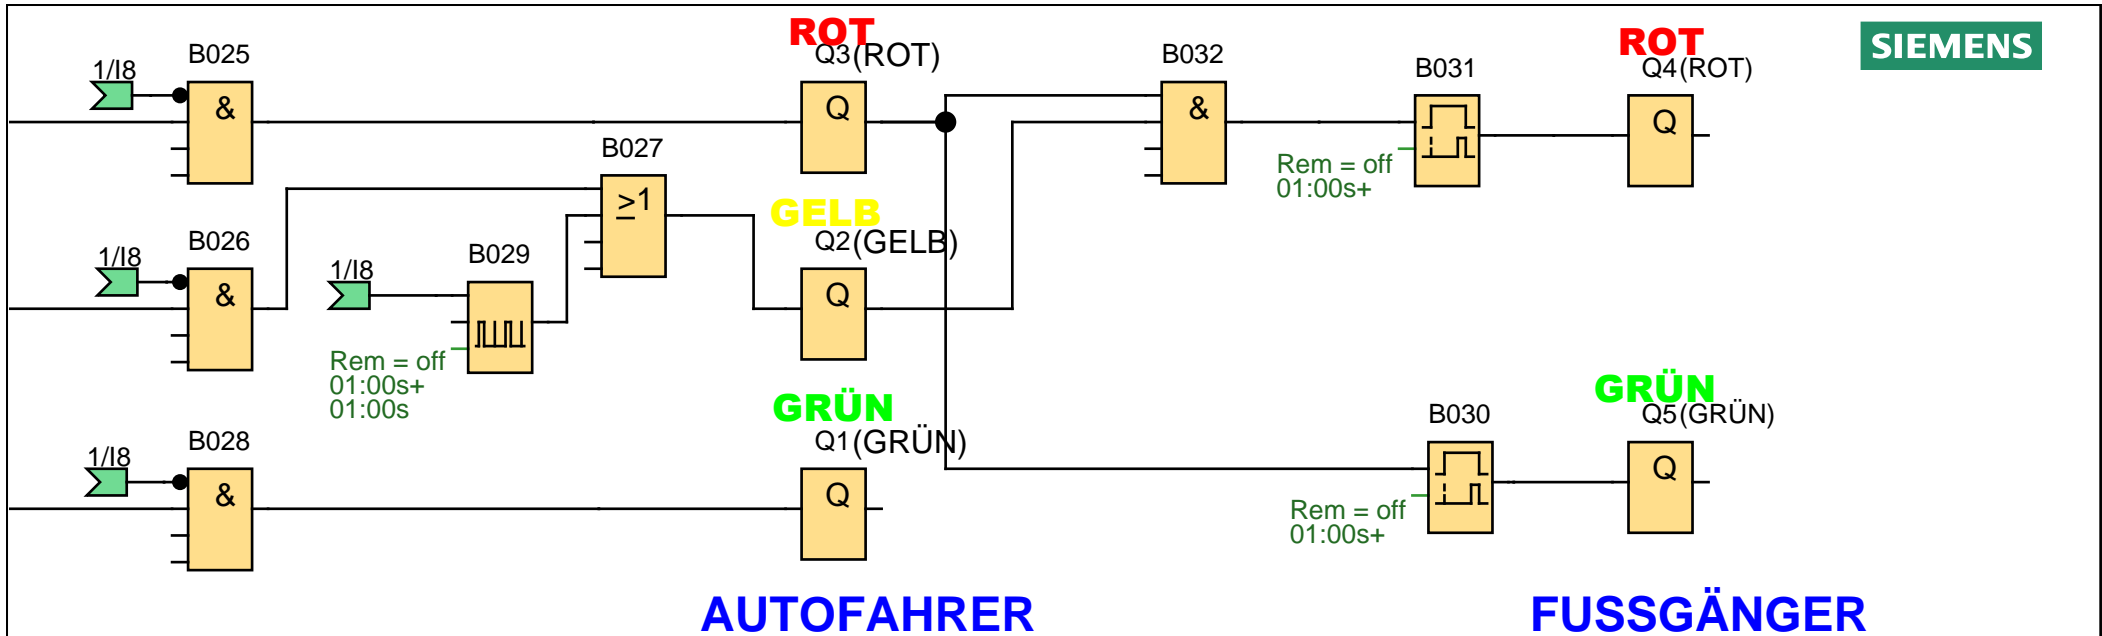 ROT
ROT
SIEMENS
B025
Q3(ROT)
B032
B031
Q4(ROT)
1/I8
&
Q
&
Q
B027
Rem = off
01:00s+
≥1
GELB
B026
Q2(GELB)
1/I8
B029
1/I8
&
Q
Rem = off
01:00s+
01:00s
GRÜN
GRÜN
B028
Q1(GRÜN)
B030
Q5(GRÜN)
1/I8
&
Q
Q
Rem = off
01:00s+
AUTOFAHRER
FUSSGÄNGER